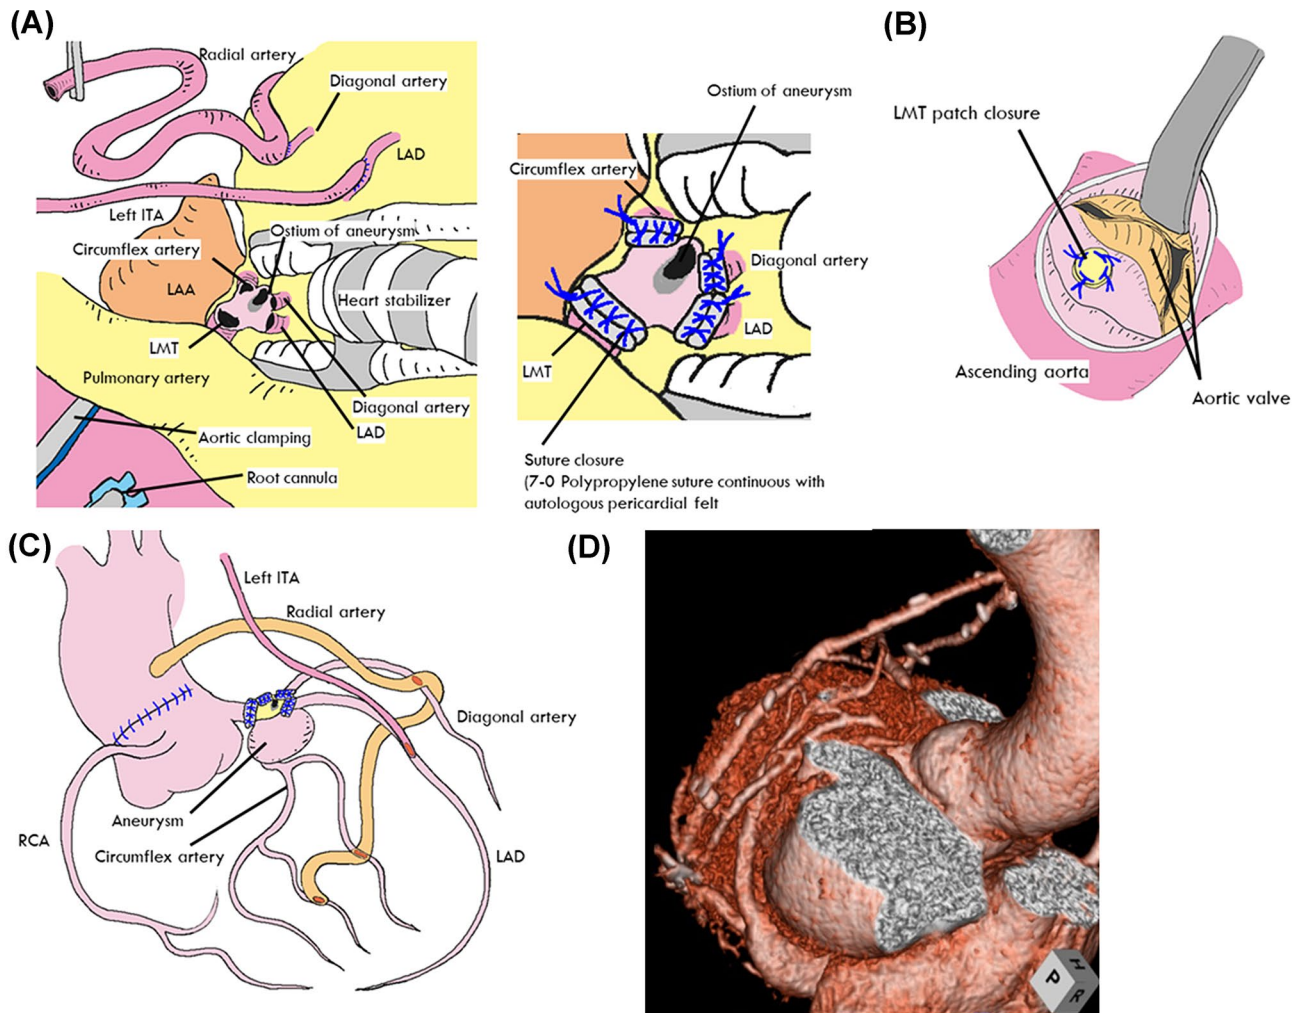 (A)
Radial artery
Diagonal artery
LAD
Left ITA
Circumflex artery
Ostium of aneurysm
LAA
Heart stabilizer
LMT
Pulmonary artery
Diagonal artery
LAD
Aortic clamping
Root cannula
Ostium of aneurysm
Circumflex artery
Diagonal artery
LAD
LMT
Suture closure
(7-0 Polypropylene suture continuous with
autologous pericardial felt
(B)
LMT patch closure
Ascending aorta
Aortic valve
(C)
Left ITA
Radial artery
Diagonal artery
Aneurysm
RCA
Circumflex artery
LAD
(D)
P
H
R